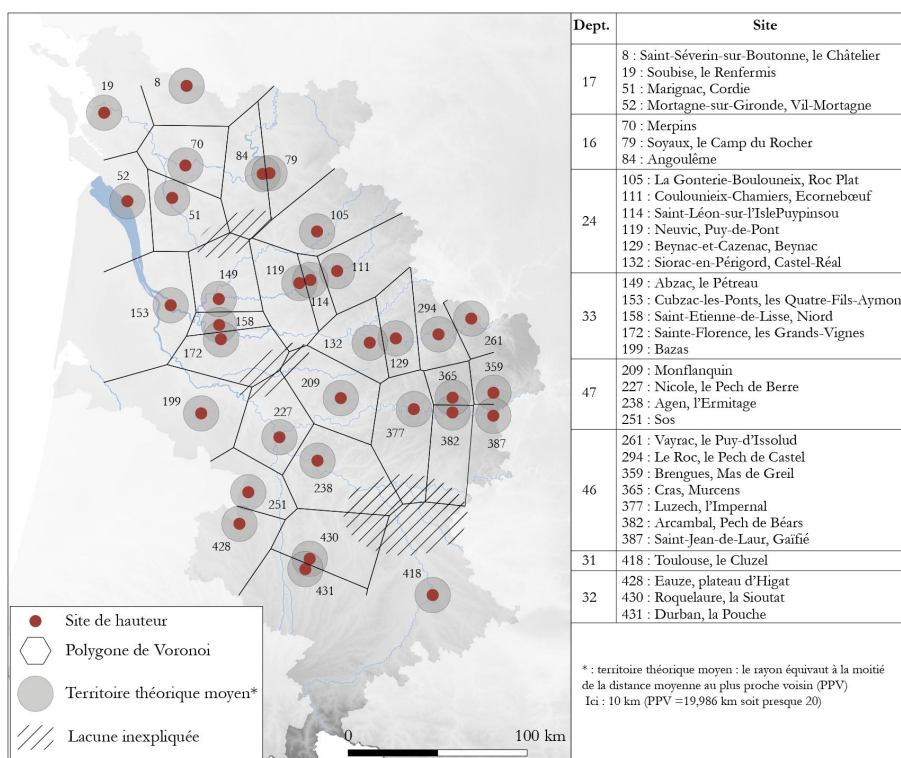 19
8
70
84
79
52
51
105
149
119
111
114
153
158
294
261
132
129
172
209
365
359
199
227
377
382
387
238
251
430
428
418
431
Site de hauteur
Polygone de Voronoi
Territoire théorique moyen*
Lacune inexpliquée
0 100 km
Dept. Site
17
8 : Saint-Séverin-sur-Boutonne, le Châtelier
19 : Soubise, le Renfermis
51 : Marignac, Cordie
52 : Mortagne-sur-Gironde, Vil-Mortagne
16
70 : Merpins
79 : Soyaux, le Camp du Rocher
84 : Angoulême
24
105 : La Gonterie-Boulouneix, Roc Plat
111 : Coulounieix-Chamiers, Ecornebœuf
114 : Saint-Léon-sur-l'IslePuypinsou
119 : Neuvic, Puy-de-Pont
129 : Beynac-et-Cazenac, Beynac
132 : Siorac-en-Périgord, Castel-Réal
33
149 : Abzac, le Pétreau
153 : Cubzac-les-Ponts, les Quatre-Fils-Aymon
158 : Saint-Etienne-de-Lisse, Niord
172 : Sainte-Florence, les Grands-Vignes
199 : Bazas
47
209 : Monflanquin
227 : Nicole, le Pech de Berre
238 : Agen, l'Ermitage
251 : Sos
46
261 : Vayrac, le Puy-d'Issolud
294 : Le Roc, le Pech de Castel
359 : Brengues, Mas de Greil
365 : Cras, Murcens
377 : Luzech, l'Impernal
382 : Arcambal, Pech de Béars
387 : Saint-Jean-de-Laur, Gaïfié
31
418 : Toulouse, le Cluzel
32
428 : Eauze, plateau d'Higat
430 : Roquelaure, la Sioutat
431 : Durban, la Pouche
* : territoire théorique moyen : le rayon équivaut à la moitié
de la distance moyenne au plus proche voisin (PPV)
Ici : 10 km (PPV =19,986 km soit presque 20)